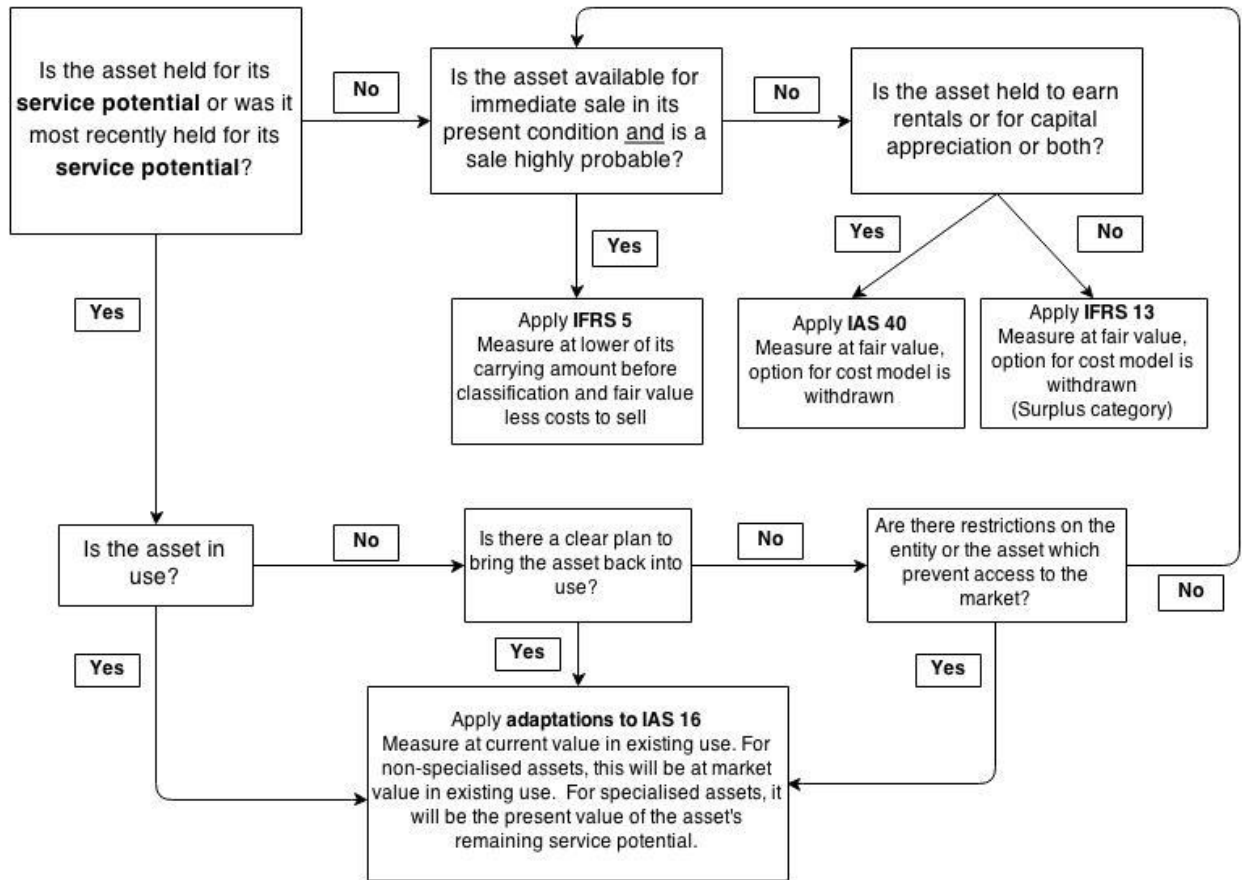 Is the asset held for its
service potential or was it
most recently held for its
service potential?
No
Is the asset available for
immediate sale in its
present condition and is a
sale highly probable?
No
Is the asset held to earn
rentals or for capital
appreciation or both?
Yes
Yes
Yes
No
Apply IFRS 5
Measure at lower of its
carrying amount before
classification and fair value
less costs to sell
Apply IAS 40
Measure at fair value,
option for cost model is
withdrawn
Apply IFRS 13
Measure at fair value,
option for cost model is
withdrawn
(Surplus category)
Is the asset in
use?
No
Is there a clear plan to
bring the asset back into
use?
No
Are there restrictions on the
entity or the asset which
prevent access to the
market?
No
Yes
Yes
Yes
Apply adaptations to IAS 16
Measure at current value in existing use. For
non-specialised assets, this will be at market
value in existing use. For specialised assets, it
will be the present value of the asset's
remaining service potential.